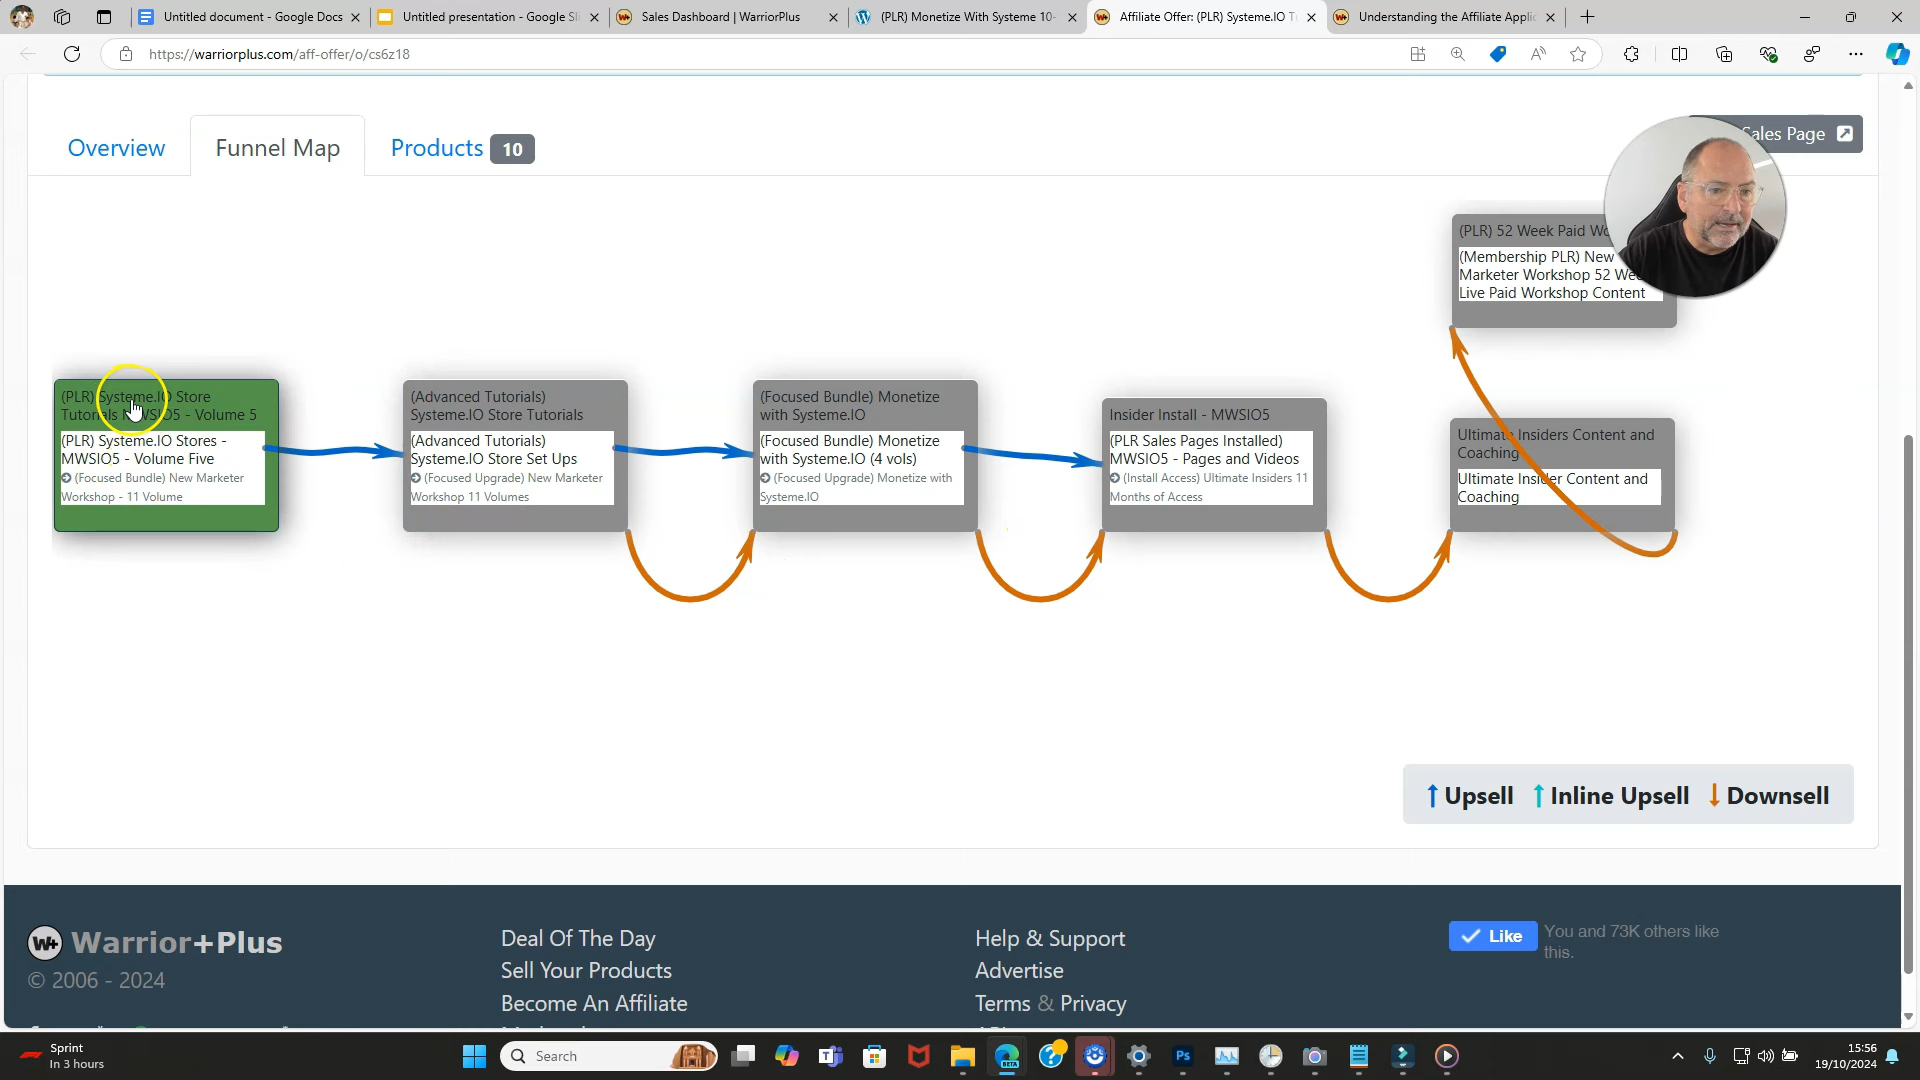 Untitled document - Google Docs
Untitled presentation - Google Sli
Sales Dashboard | WarriorPlus
(PLR) Monetize With Systeme 10-
Affiliate Offer: (PLR) Systeme.IO T
Understanding the Affiliate Applic
https://warriorplus.com/aff-offer/o/cs6z18
Overview
Funnel Map
Products 10
Sales Page
(PLR) 52 Week Paid
(Membership PLR) New
Marketer Workshop 52
Live Paid Workshop Content
(PLR) Systeme.IO Store
Tutorials MWSIO5 - Volume 5
(PLR) Systeme.IO Stores -
MWSIO5 - Volume Five
(Focused Bundle) New Marketer
Workshop - 11 Volume
(Advanced Tutorials)
Systeme.IO Store Tutorials
(Advanced Tutorials)
Systeme.IO Store Set Ups
(Focused Upgrade) New Marketer
Workshop 11 Volumes
(Focused Bundle) Monetize
with Systeme.IO
(Focused Bundle) Monetize
with Systeme.IO (4 vols)
(Focused Upgrade) Monetize with
Systeme.IO
Insider Install - MWSIO5
(PLR Sales Pages Installed)
MWSIO5 - Pages and Videos
(Install Access) Ultimate Insiders 11
Months of Access
Ultimate Insiders Content and
Coaching
Ultimate Insider Content and
Coaching
Upsell Inline Upsell Downsell
W+ Warrior+Plus
© 2006 - 2024
Deal Of The Day
Sell Your Products
Become An Affiliate
Help & Support
Advertise
Terms & Privacy
Like
You and 73K others like
this.
Sprint
In 3 hours
Search
15:56
19/10/2024